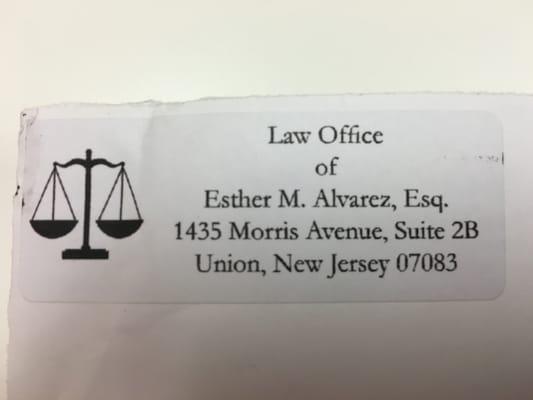 Law Office
of
Esther M. Alvarez, Esq.
1435 Morris Avenue, Suite 2B
Union, New Jersey 07083